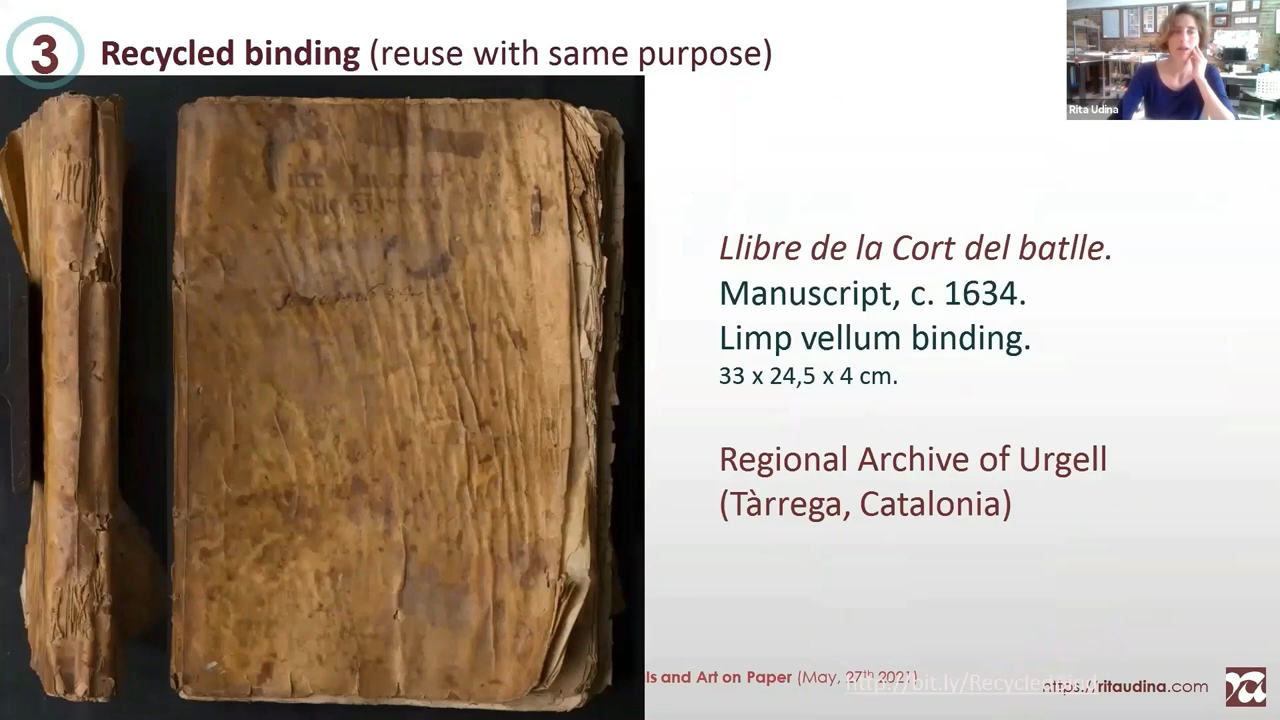 3
Recycled binding (reuse with same purpose)
Rita Udina
Llibre de la Cort del batlle.
Manuscript, c. 1634.
Limp vellum binding.
33 x 24,5 x 4 cm.
Regional Archive of Urgell
(Tàrrega, Catalonia)
ls and Art on Paper (May, 27th 2021)
https://ritaudina.com